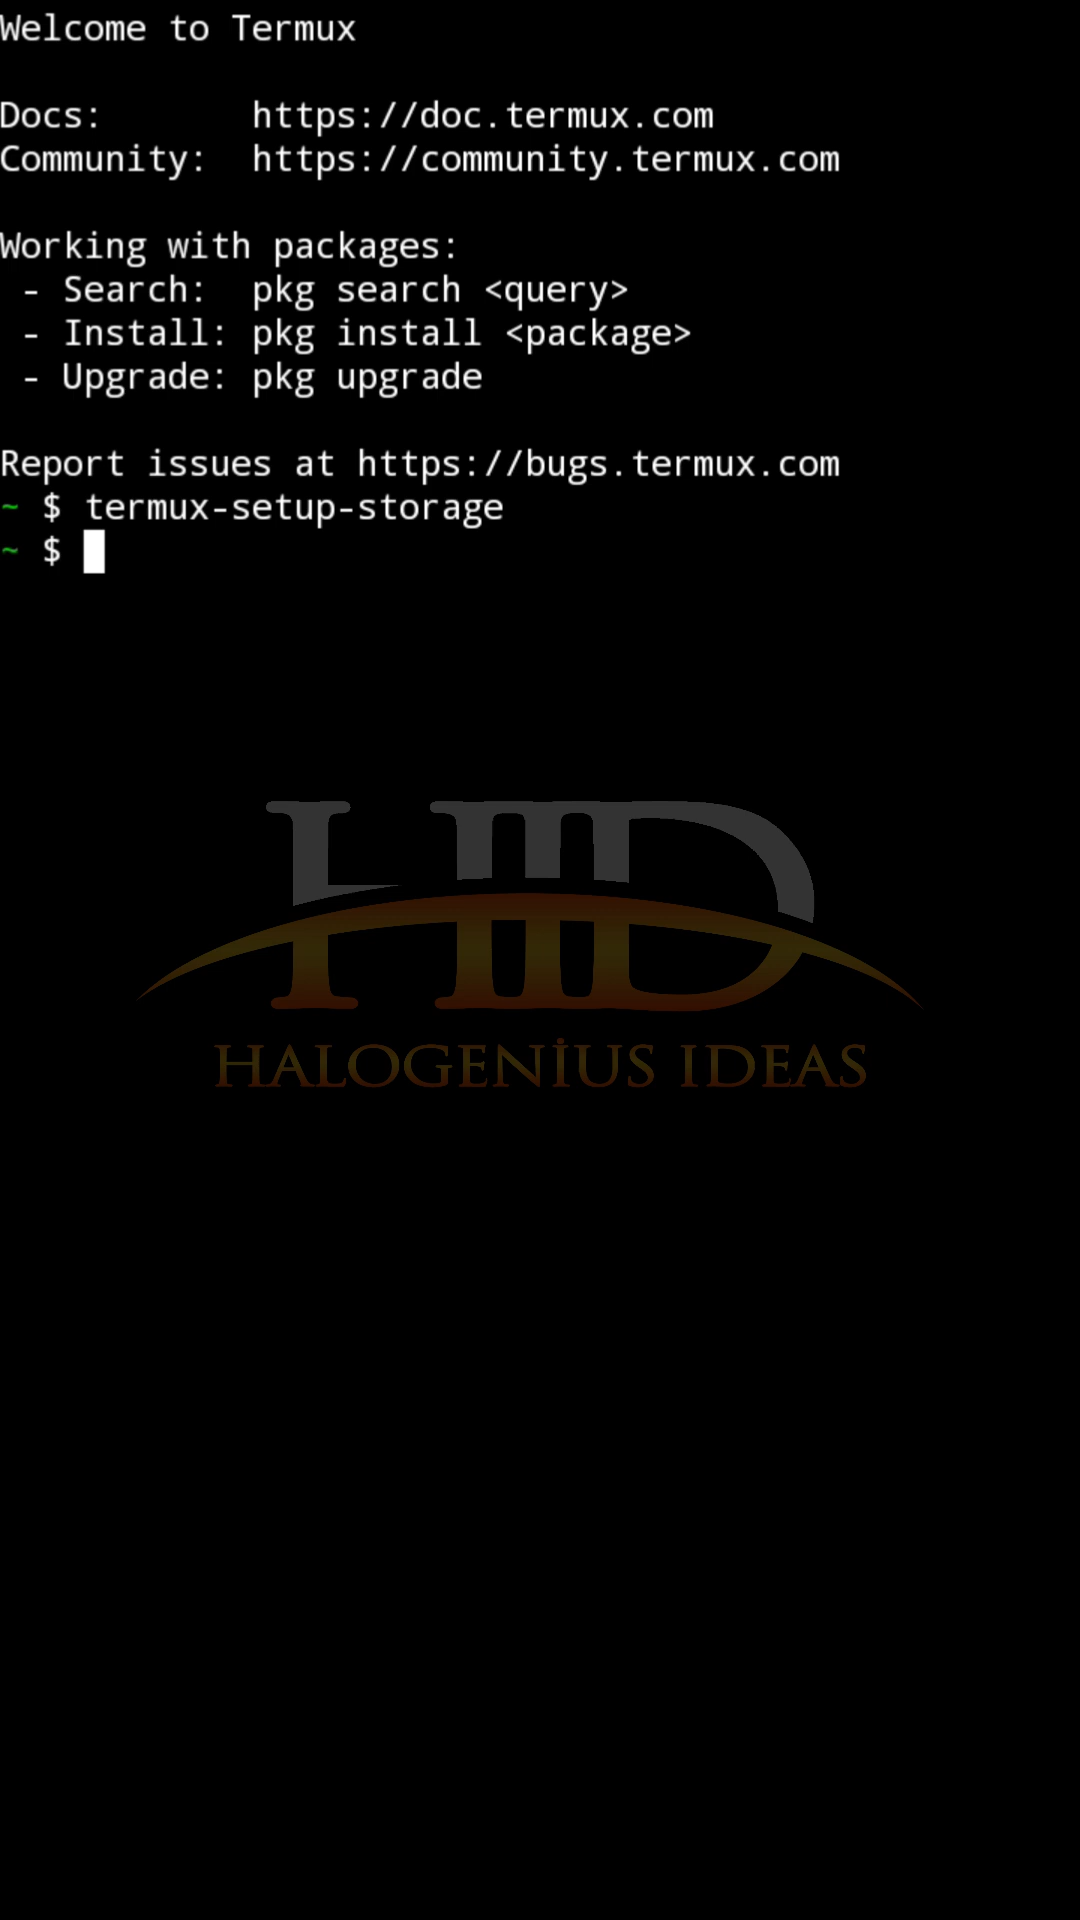 Welcome to Termux
Docs:       https://doc.termux.com
Community:  https://community.termux.com
Working with packages:
 - Search:  pkg search <query>
 - Install: pkg install <package>
 - Upgrade: pkg upgrade
Report issues at https://bugs.termux.com
~ $ termux-setup-storage
~ $
HID
HALOGENİUS IDEAS